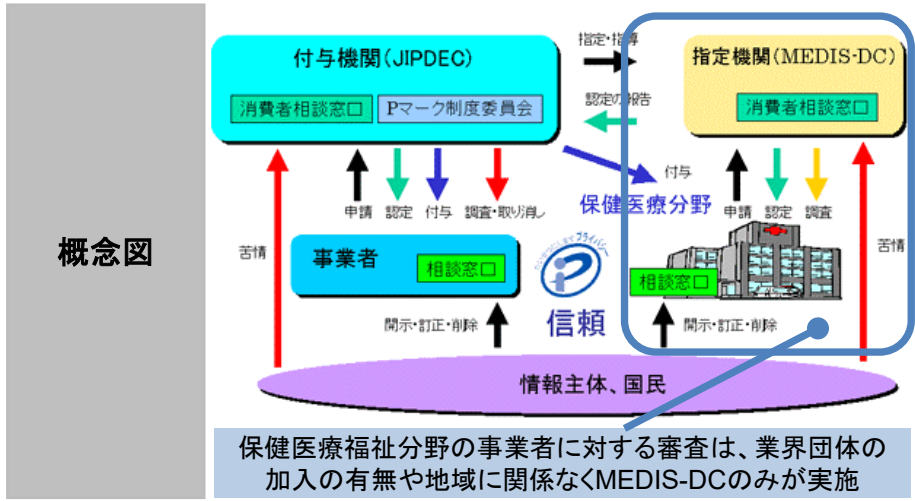 概念図
付与機関(JIPDEC)
消費者相談窓口
Pマーク制度委員会
指定・指導
認定の報告
指定機関(MEDIS-DC)
消費者相談窓口
申請
認定
付与
調査・取り消し
付与
保健医療分野
申請
認定
調査
苦情
事業者
相談窓口
プライバシー
信頼
相談窓口
苦情
開示・訂正・削除
開示・訂正・削除
情報主体、国民
保健医療福祉分野の事業者に対する審査は、業界団体の
加入の有無や地域に関係なくMEDIS-DCのみが実施